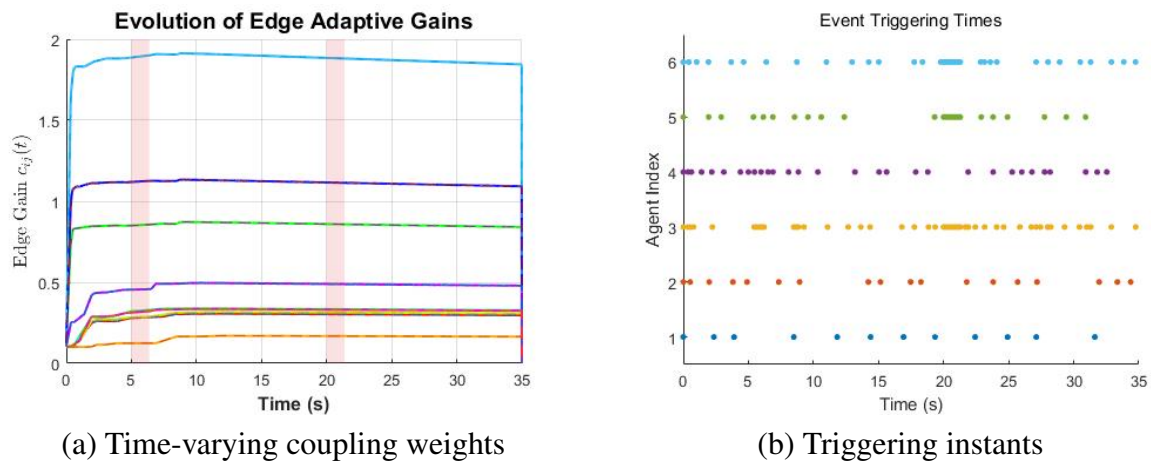 Evolution of Edge Adaptive Gains
2
1.5
1
0.5
0
Edge Gain c_{ij}(t)
0 5 10 15 20 25 30 35
Time (s)
(a) Time-varying coupling weights
Event Triggering Times
6
5
4
3
2
1
Agent Index
0 5 10 15 20 25 30 35
Time (s)
(b) Triggering instants